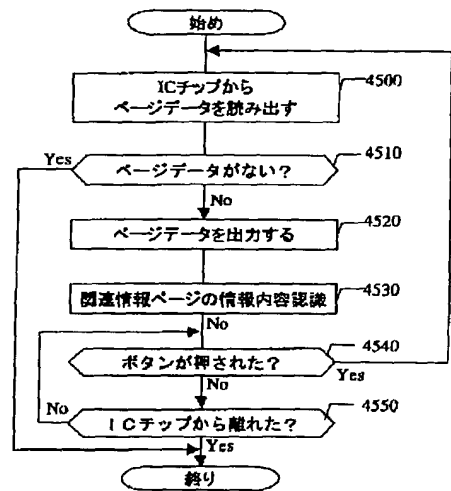 始め
ICチップから
ページデータを読み出す
4500
Yes
ページデータがない?
4510
No
ページデータを出力する
4520
関連情報ページの情報内容認識
4530
No
ボタンが押された?
4540
Yes
No
No
ICチップから離れた?
4550
Yes
終り